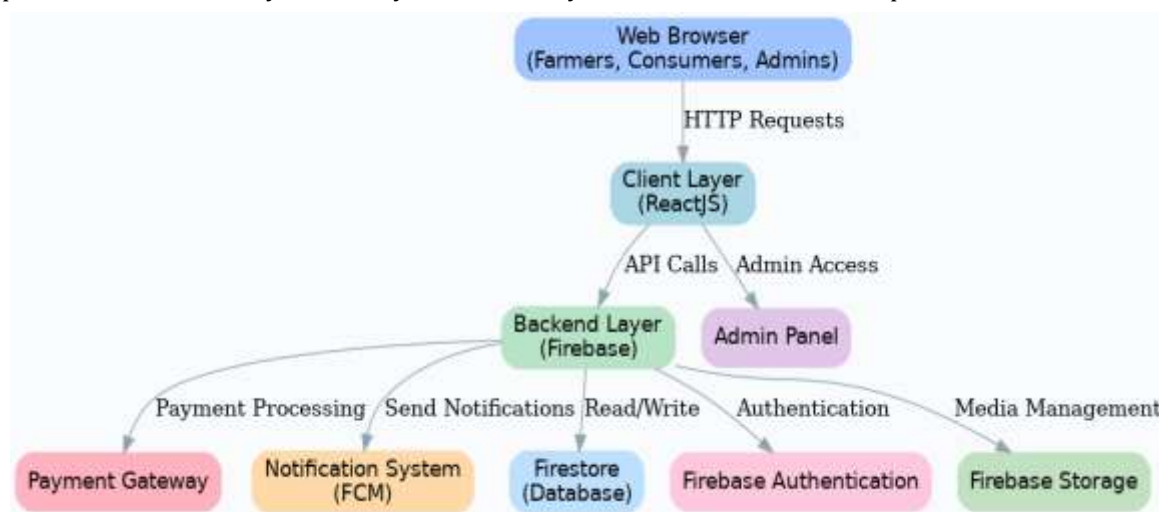 Web Browser
(Farmers, Consumers, Admins)
HTTP Requests
Client Layer
(ReactJS)
API Calls
Admin Access
Backend Layer
(Firebase)
Admin Panel
Payment Processing
Send Notifications
Read/Write
Authentication
Media Management
Payment Gateway
Notification System
(FCM)
Firestore
(Database)
Firebase Authentication
Firebase Storage